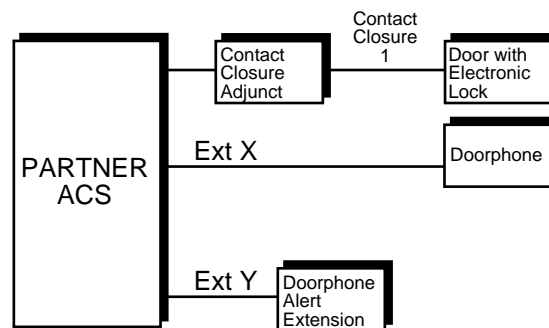 Contact
Closure
1
Contact
Closure
Adjunct
Door with
Electronic
Lock
PARTNER
ACS
Ext X
Doorphone
Ext Y
Doorphone
Alert
Extension